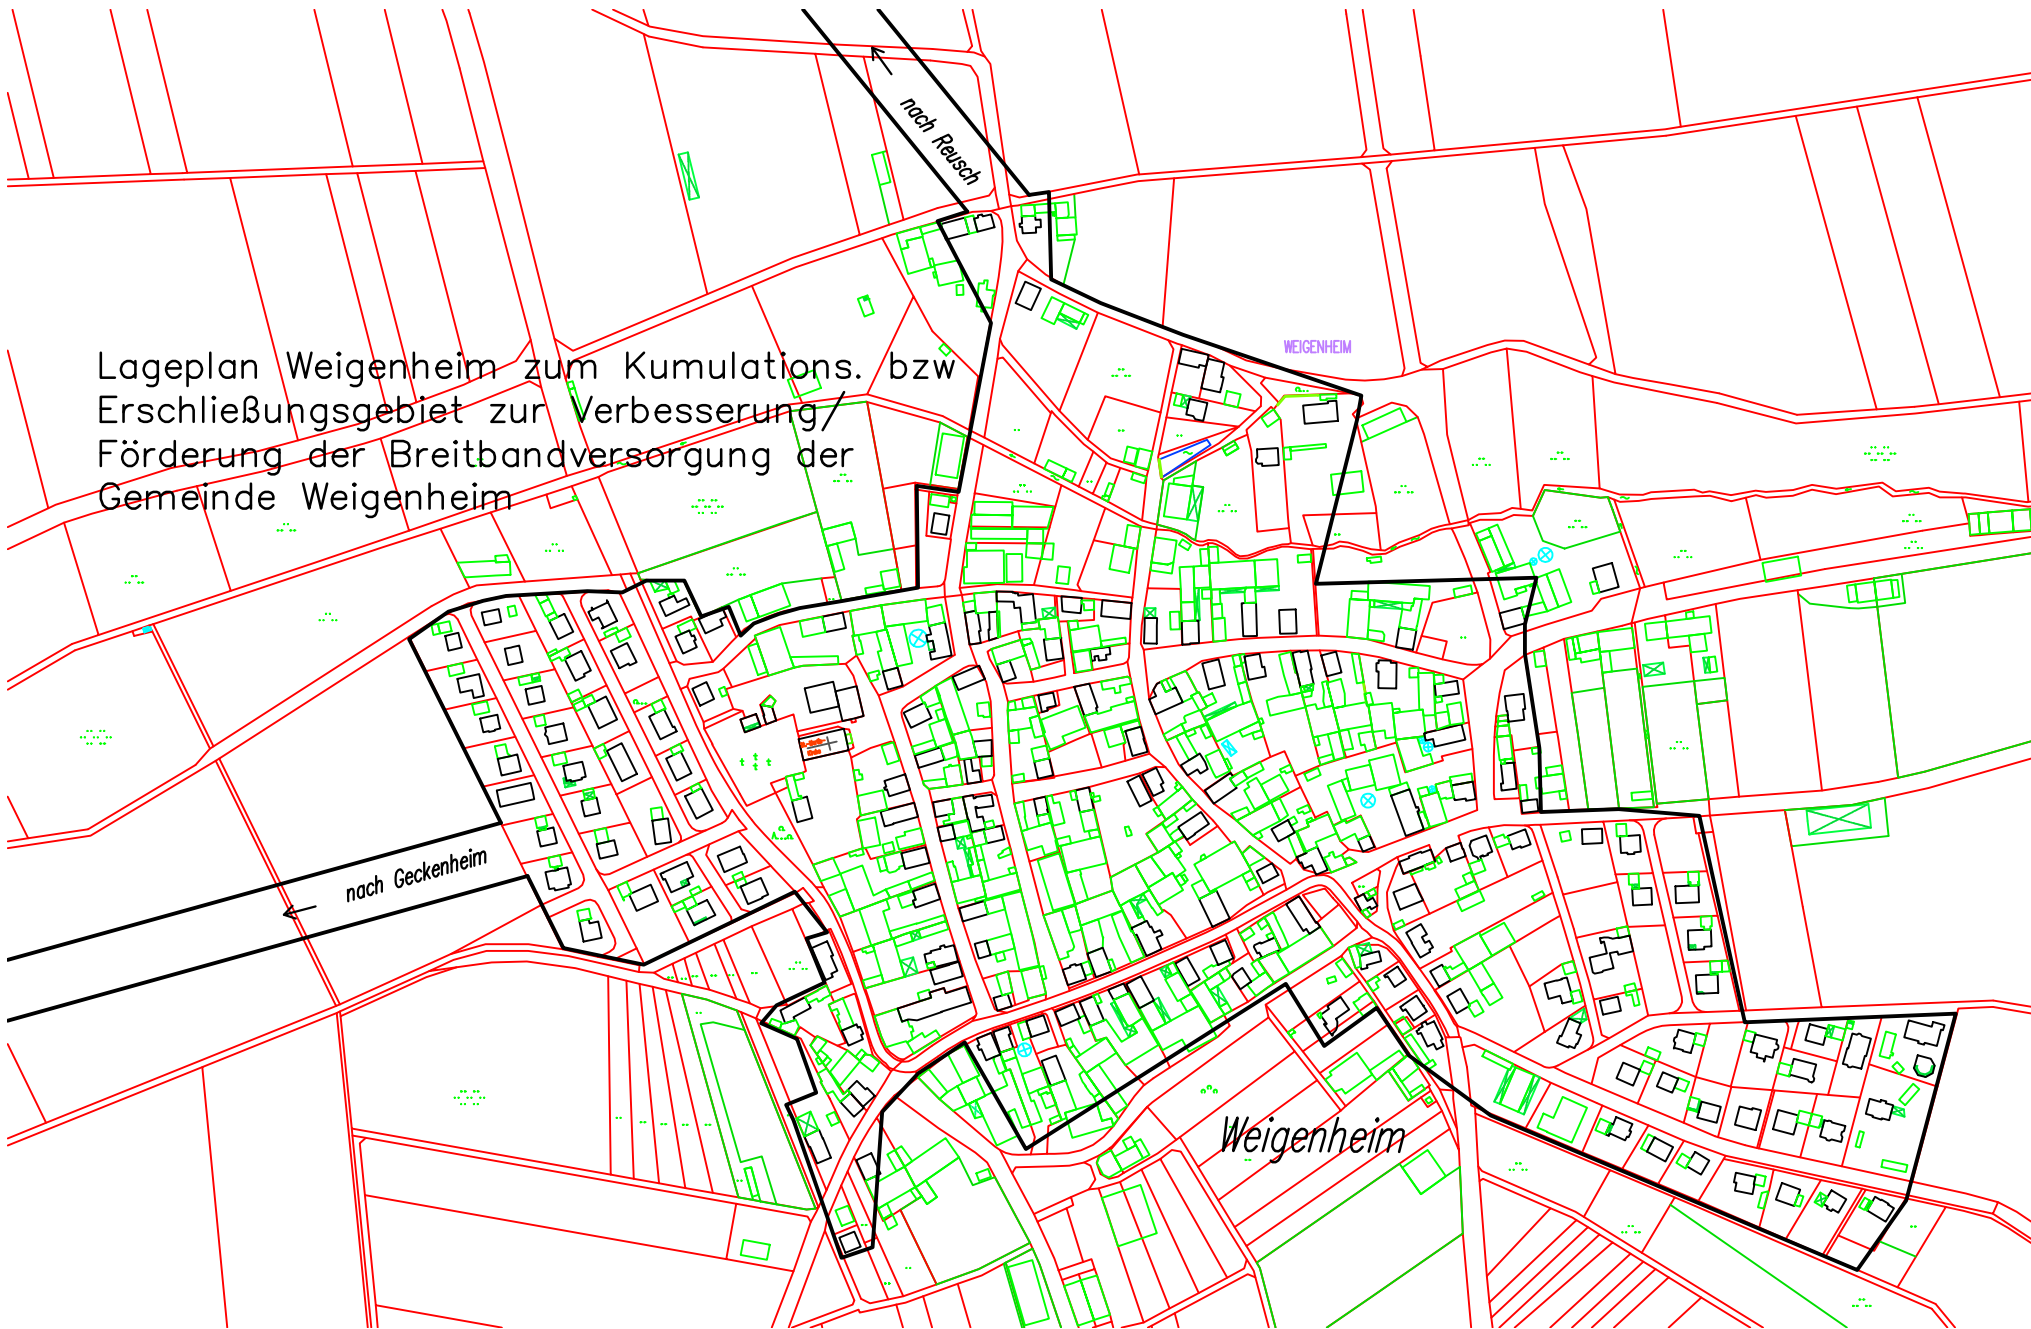 nach Reusch
WEIGENHEIM
Lageplan Weigenheim zum Kumulations. bzw
Erschließungsgebiet zur Verbesserung/
Förderung der Breitbandversorgung der
Gemeinde Weigenheim
nach Geckenheim
Weigenheim